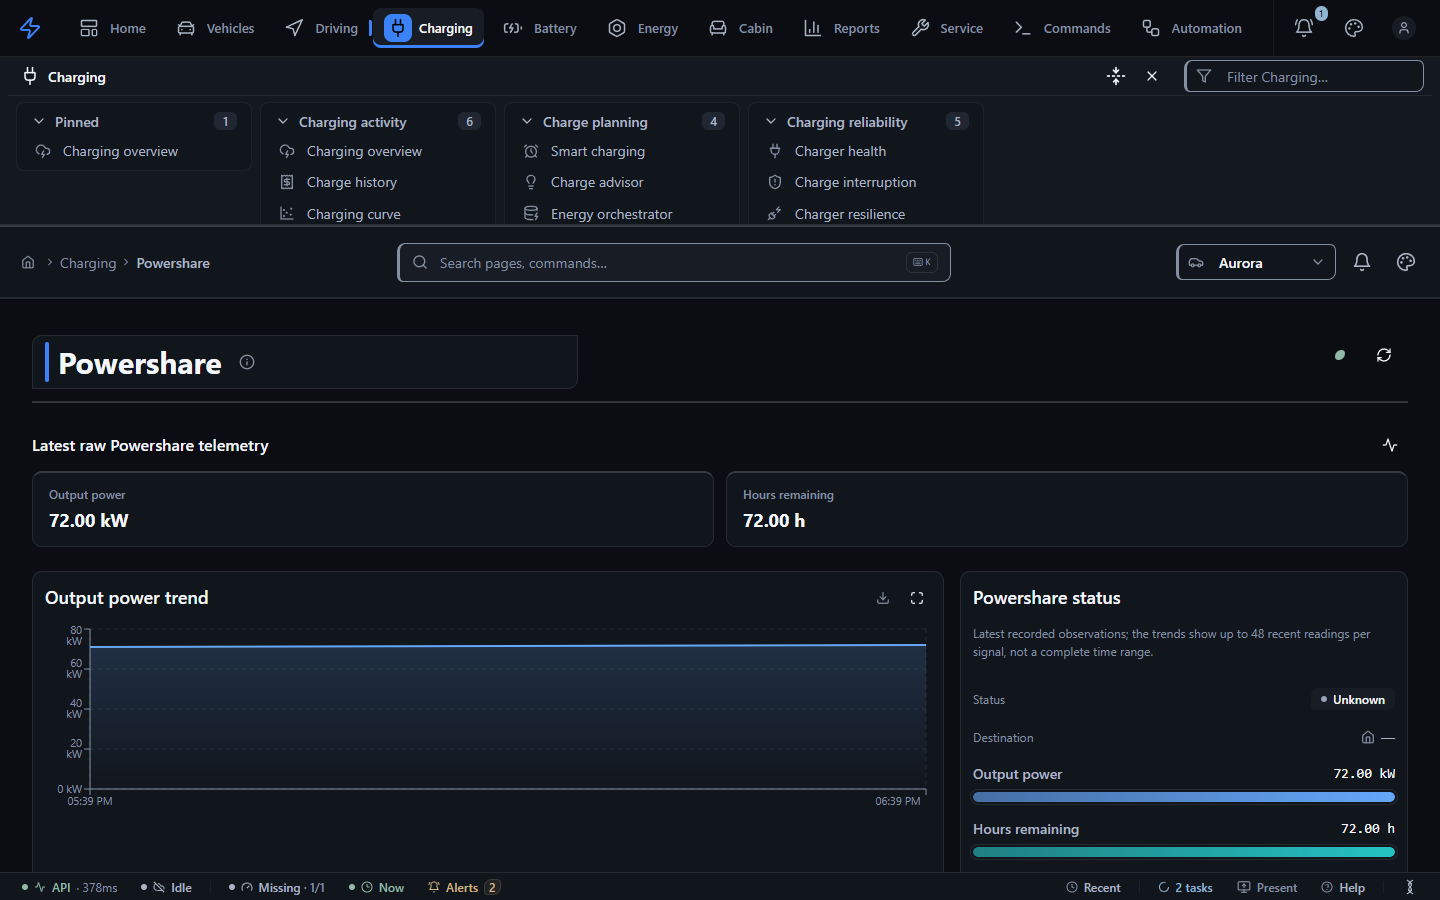 Home Vehicles Driving Charging Battery Energy Cabin Reports Service Commands Automation 1
Charging Filter Charging...
Pinned 1
Charging overview
Charging activity 6
Charging overview
Charge history
Charging curve
Charge planning 4
Smart charging
Charge advisor
Energy orchestrator
Charging reliability 5
Charger health
Charge interruption
Charger resilience
Charging Powershare Search pages, commands... K Aurora
Powershare
Latest raw Powershare telemetry
Output power
72.00 kW
Hours remaining
72.00 h
Output power trend
80 kW
60 kW
40 kW
20 kW
0 kW
05:39 PM 06:39 PM
Powershare status
Latest recorded observations; the trends show up to 48 recent readings per
signal, not a complete time range.
Status Unknown
Destination —
Output power 72.00 kW
Hours remaining 72.00 h
API · 378ms Idle Missing · 1/1 Now Alerts 2 Recent 2 tasks Present Help